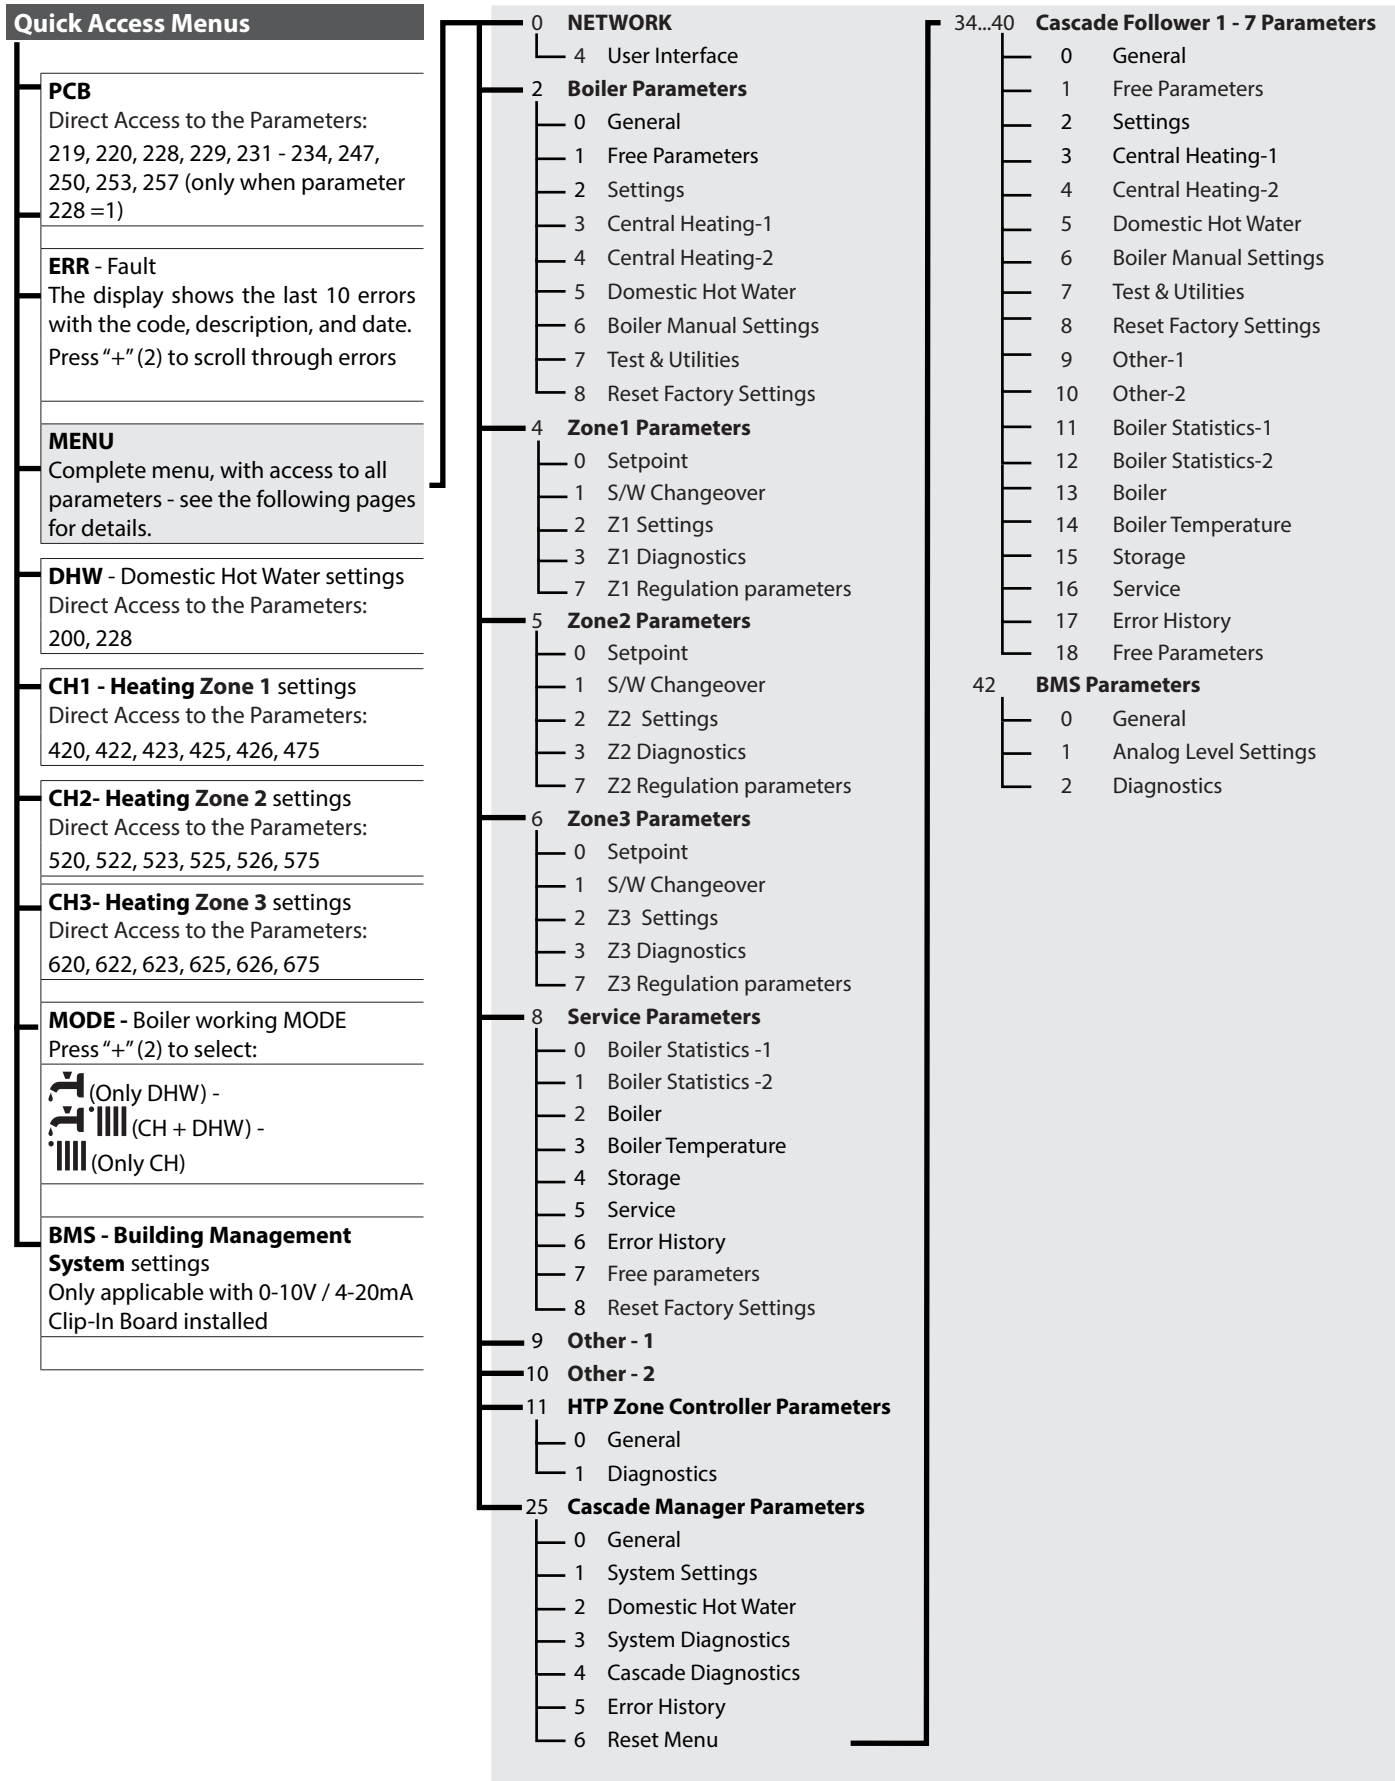 Quick Access Menus
PCB
Direct Access to the Parameters:
219, 220, 228, 229, 231 - 234, 247,
250, 253, 257 (only when parameter
228 =1)
ERR - Fault
The display shows the last 10 errors
with the code, description, and date.
Press “+” (2) to scroll through errors
MENU
Complete menu, with access to all
parameters - see the following pages
for details.
DHW - Domestic Hot Water settings
Direct Access to the Parameters:
200, 228
CH1 - Heating Zone 1 settings
Direct Access to the Parameters:
420, 422, 423, 425, 426, 475
CH2- Heating Zone 2 settings
Direct Access to the Parameters:
520, 522, 523, 525, 526, 575
CH3- Heating Zone 3 settings
Direct Access to the Parameters:
620, 622, 623, 625, 626, 675
MODE - Boiler working MODE
Press “+” (2) to select:
(Only DHW) -
(CH + DHW) -
(Only CH)
BMS - Building Management
System settings
Only applicable with 0-10V / 4-20mA
Clip-In Board installed
0 NETWORK
4 User Interface
2 Boiler Parameters
0 General
1 Free Parameters
2 Settings
3 Central Heating-1
4 Central Heating-2
5 Domestic Hot Water
6 Boiler Manual Settings
7 Test & Utilities
8 Reset Factory Settings
4 Zone1 Parameters
0 Setpoint
1 S/W Changeover
2 Z1 Settings
3 Z1 Diagnostics
7 Z1 Regulation parameters
5 Zone2 Parameters
0 Setpoint
1 S/W Changeover
2 Z2 Settings
3 Z2 Diagnostics
7 Z2 Regulation parameters
6 Zone3 Parameters
0 Setpoint
1 S/W Changeover
2 Z3 Settings
3 Z3 Diagnostics
7 Z3 Regulation parameters
8 Service Parameters
0 Boiler Statistics -1
1 Boiler Statistics -2
2 Boiler
3 Boiler Temperature
4 Storage
5 Service
6 Error History
7 Free parameters
8 Reset Factory Settings
9 Other - 1
10 Other - 2
11 HTP Zone Controller Parameters
0 General
1 Diagnostics
25 Cascade Manager Parameters
0 General
1 System Settings
2 Domestic Hot Water
3 System Diagnostics
4 Cascade Diagnostics
5 Error History
6 Reset Menu
34...40 Cascade Follower 1 - 7 Parameters
0 General
1 Free Parameters
2 Settings
3 Central Heating-1
4 Central Heating-2
5 Domestic Hot Water
6 Boiler Manual Settings
7 Test & Utilities
8 Reset Factory Settings
9 Other-1
10 Other-2
11 Boiler Statistics-1
12 Boiler Statistics-2
13 Boiler
14 Boiler Temperature
15 Storage
16 Service
17 Error History
18 Free Parameters
42 BMS Parameters
0 General
1 Analog Level Settings
2 Diagnostics